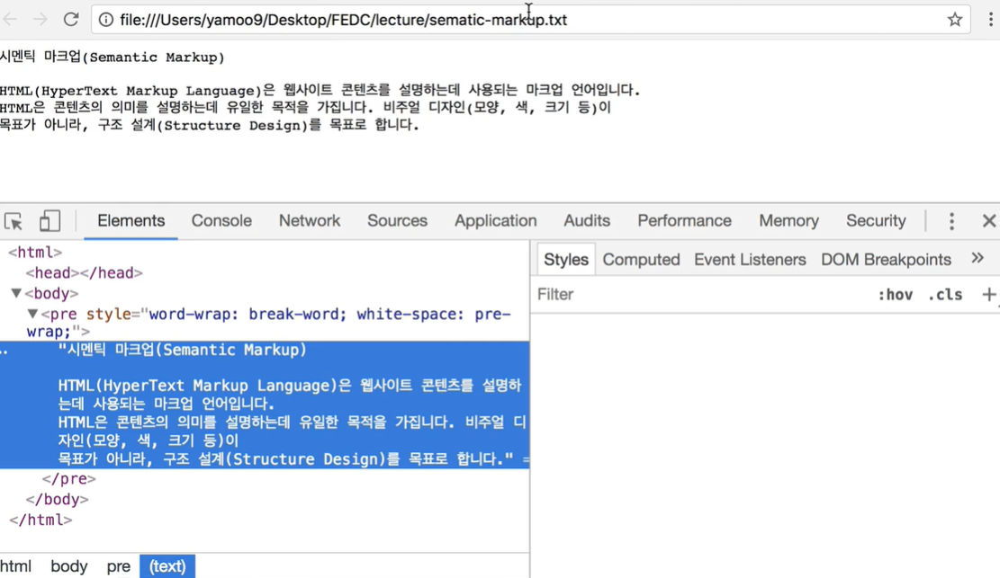 file:///Users/yamoo9/Desktop/FEDC/lecture/sematic-markup.txt
시멘틱 마크업(Semantic Markup)
HTML(HyperText Markup Language)은 웹사이트 콘텐츠를 설명하는데 사용되는 마크업 언어입니다.
HTML은 콘텐츠의 의미를 설명하는데 유일한 목적을 가집니다. 비주얼 디자인(모양, 색, 크기 등)이
목표가 아니라, 구조 설계(Structure Design)를 목표로 합니다.
Elements Console Network Sources Application Audits Performance Memory Security
<html>
<head></head>
<body>
<pre style="word-wrap: break-word; white-space: pre-
wrap;">
"시멘틱 마크업(Semantic Markup)
HTML(HyperText Markup Language)은 웹사이트 콘텐츠를 설명하
는데 사용되는 마크업 언어입니다.
HTML은 콘텐츠의 의미를 설명하는데 유일한 목적을 가집니다. 비주얼 디
자인(모양, 색, 크기 등)이
목표가 아니라, 구조 설계(Structure Design)를 목표로 합니다." =
</pre>
</body>
</html>
html body pre (text)
Styles Computed Event Listeners DOM Breakpoints »
Filter :hov .cls +